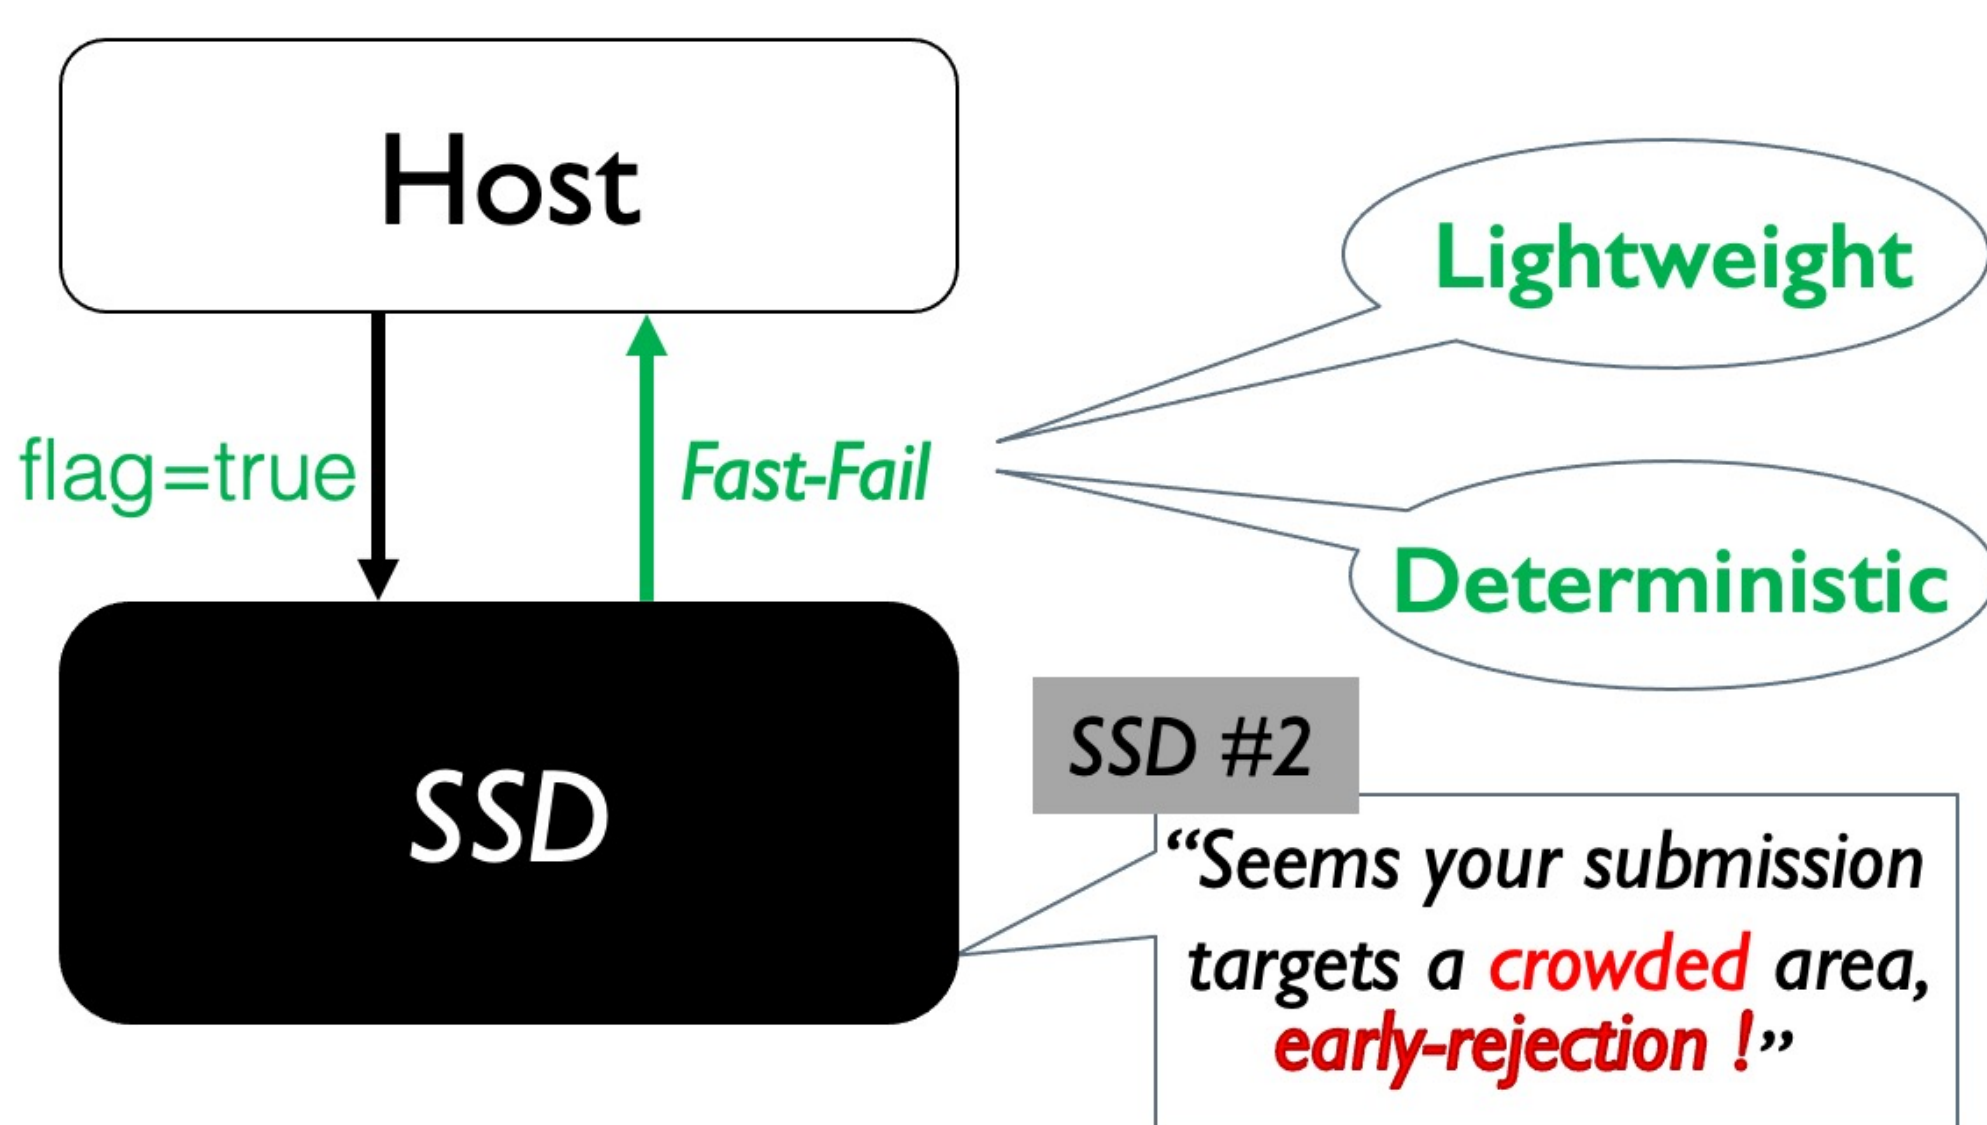 Host
Lightweight
flag=true
Fast-Fail
Deterministic
SSD #2
SSD
“Seems your submission
targets a crowded area,
early-rejection !”